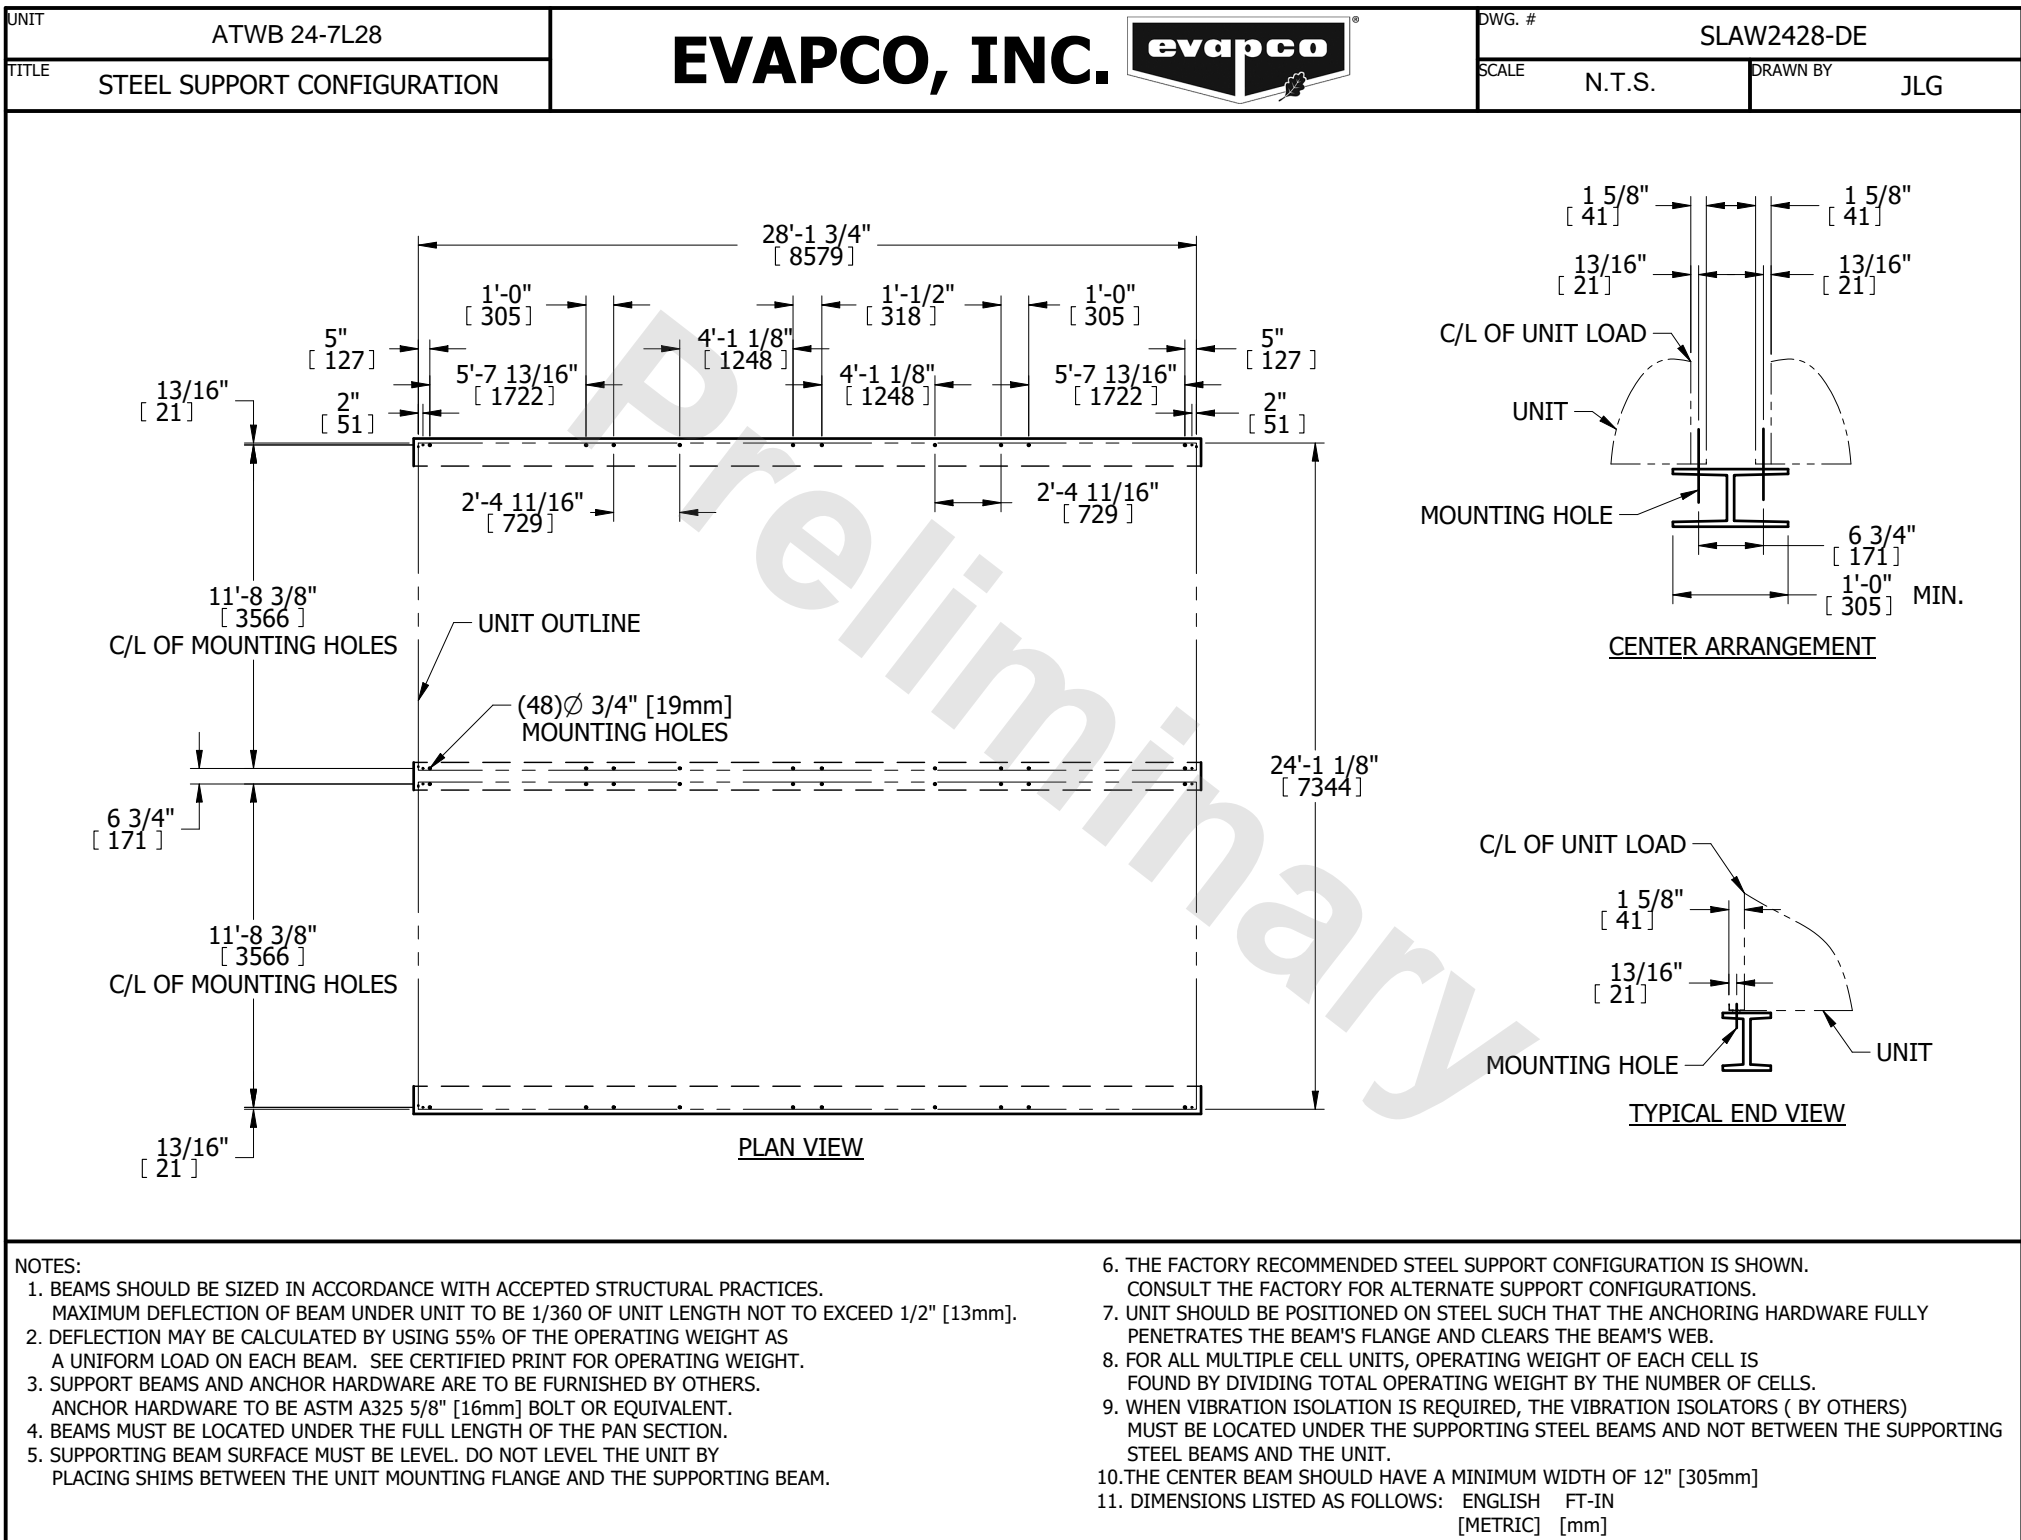 UNIT
ATWB 24-7L28
TITLE
STEEL SUPPORT CONFIGURATION
EVAPCO, INC.
evapco
®
DWG. #
SLAW2428-DE
SCALE
N.T.S.
DRAWN BY
JLG
28'-1 3/4"
[ 8579 ]
1'-0"
[ 305 ]
1'-1/2"
[ 318 ]
1'-0"
[ 305 ]
5"
[ 127 ]
4'-1 1/8"
[ 1248 ]
5"
[ 127 ]
5'-7 13/16"
[ 1722 ]
4'-1 1/8"
[ 1248 ]
5'-7 13/16"
[ 1722 ]
13/16"
[ 21 ]
2"
[ 51 ]
2"
[ 51 ]
2'-4 11/16"
[ 729 ]
2'-4 11/16"
[ 729 ]
11'-8 3/8"
[ 3566 ]
C/L OF MOUNTING HOLES
UNIT OUTLINE
(48)Ø 3/4" [19mm]
MOUNTING HOLES
6 3/4"
[ 171 ]
24'-1 1/8"
[ 7344 ]
11'-8 3/8"
[ 3566 ]
C/L OF MOUNTING HOLES
13/16"
[ 21 ]
PLAN VIEW
Preliminary
1 5/8"
[ 41 ]
1 5/8"
[ 41 ]
13/16"
[ 21 ]
13/16"
[ 21 ]
C/L OF UNIT LOAD
UNIT
MOUNTING HOLE
6 3/4"
[ 171 ]
1'-0"
[ 305 ]
MIN.
CENTER ARRANGEMENT
C/L OF UNIT LOAD
1 5/8"
[ 41 ]
13/16"
[ 21 ]
MOUNTING HOLE
UNIT
TYPICAL END VIEW
NOTES:
1. BEAMS SHOULD BE SIZED IN ACCORDANCE WITH ACCEPTED STRUCTURAL PRACTICES.
MAXIMUM DEFLECTION OF BEAM UNDER UNIT TO BE 1/360 OF UNIT LENGTH NOT TO EXCEED 1/2" [13mm].
2. DEFLECTION MAY BE CALCULATED BY USING 55% OF THE OPERATING WEIGHT AS
A UNIFORM LOAD ON EACH BEAM. SEE CERTIFIED PRINT FOR OPERATING WEIGHT.
3. SUPPORT BEAMS AND ANCHOR HARDWARE ARE TO BE FURNISHED BY OTHERS.
ANCHOR HARDWARE TO BE ASTM A325 5/8" [16mm] BOLT OR EQUIVALENT.
4. BEAMS MUST BE LOCATED UNDER THE FULL LENGTH OF THE PAN SECTION.
5. SUPPORTING BEAM SURFACE MUST BE LEVEL. DO NOT LEVEL THE UNIT BY
PLACING SHIMS BETWEEN THE UNIT MOUNTING FLANGE AND THE SUPPORTING BEAM.
6. THE FACTORY RECOMMENDED STEEL SUPPORT CONFIGURATION IS SHOWN.
CONSULT THE FACTORY FOR ALTERNATE SUPPORT CONFIGURATIONS.
7. UNIT SHOULD BE POSITIONED ON STEEL SUCH THAT THE ANCHORING HARDWARE FULLY
PENETRATES THE BEAM'S FLANGE AND CLEARS THE BEAM'S WEB.
8. FOR ALL MULTIPLE CELL UNITS, OPERATING WEIGHT OF EACH CELL IS
FOUND BY DIVIDING TOTAL OPERATING WEIGHT BY THE NUMBER OF CELLS.
9. WHEN VIBRATION ISOLATION IS REQUIRED, THE VIBRATION ISOLATORS ( BY OTHERS)
MUST BE LOCATED UNDER THE SUPPORTING STEEL BEAMS AND NOT BETWEEN THE SUPPORTING
STEEL BEAMS AND THE UNIT.
10.THE CENTER BEAM SHOULD HAVE A MINIMUM WIDTH OF 12" [305mm]
11. DIMENSIONS LISTED AS FOLLOWS: ENGLISH FT-IN
[METRIC] [mm]